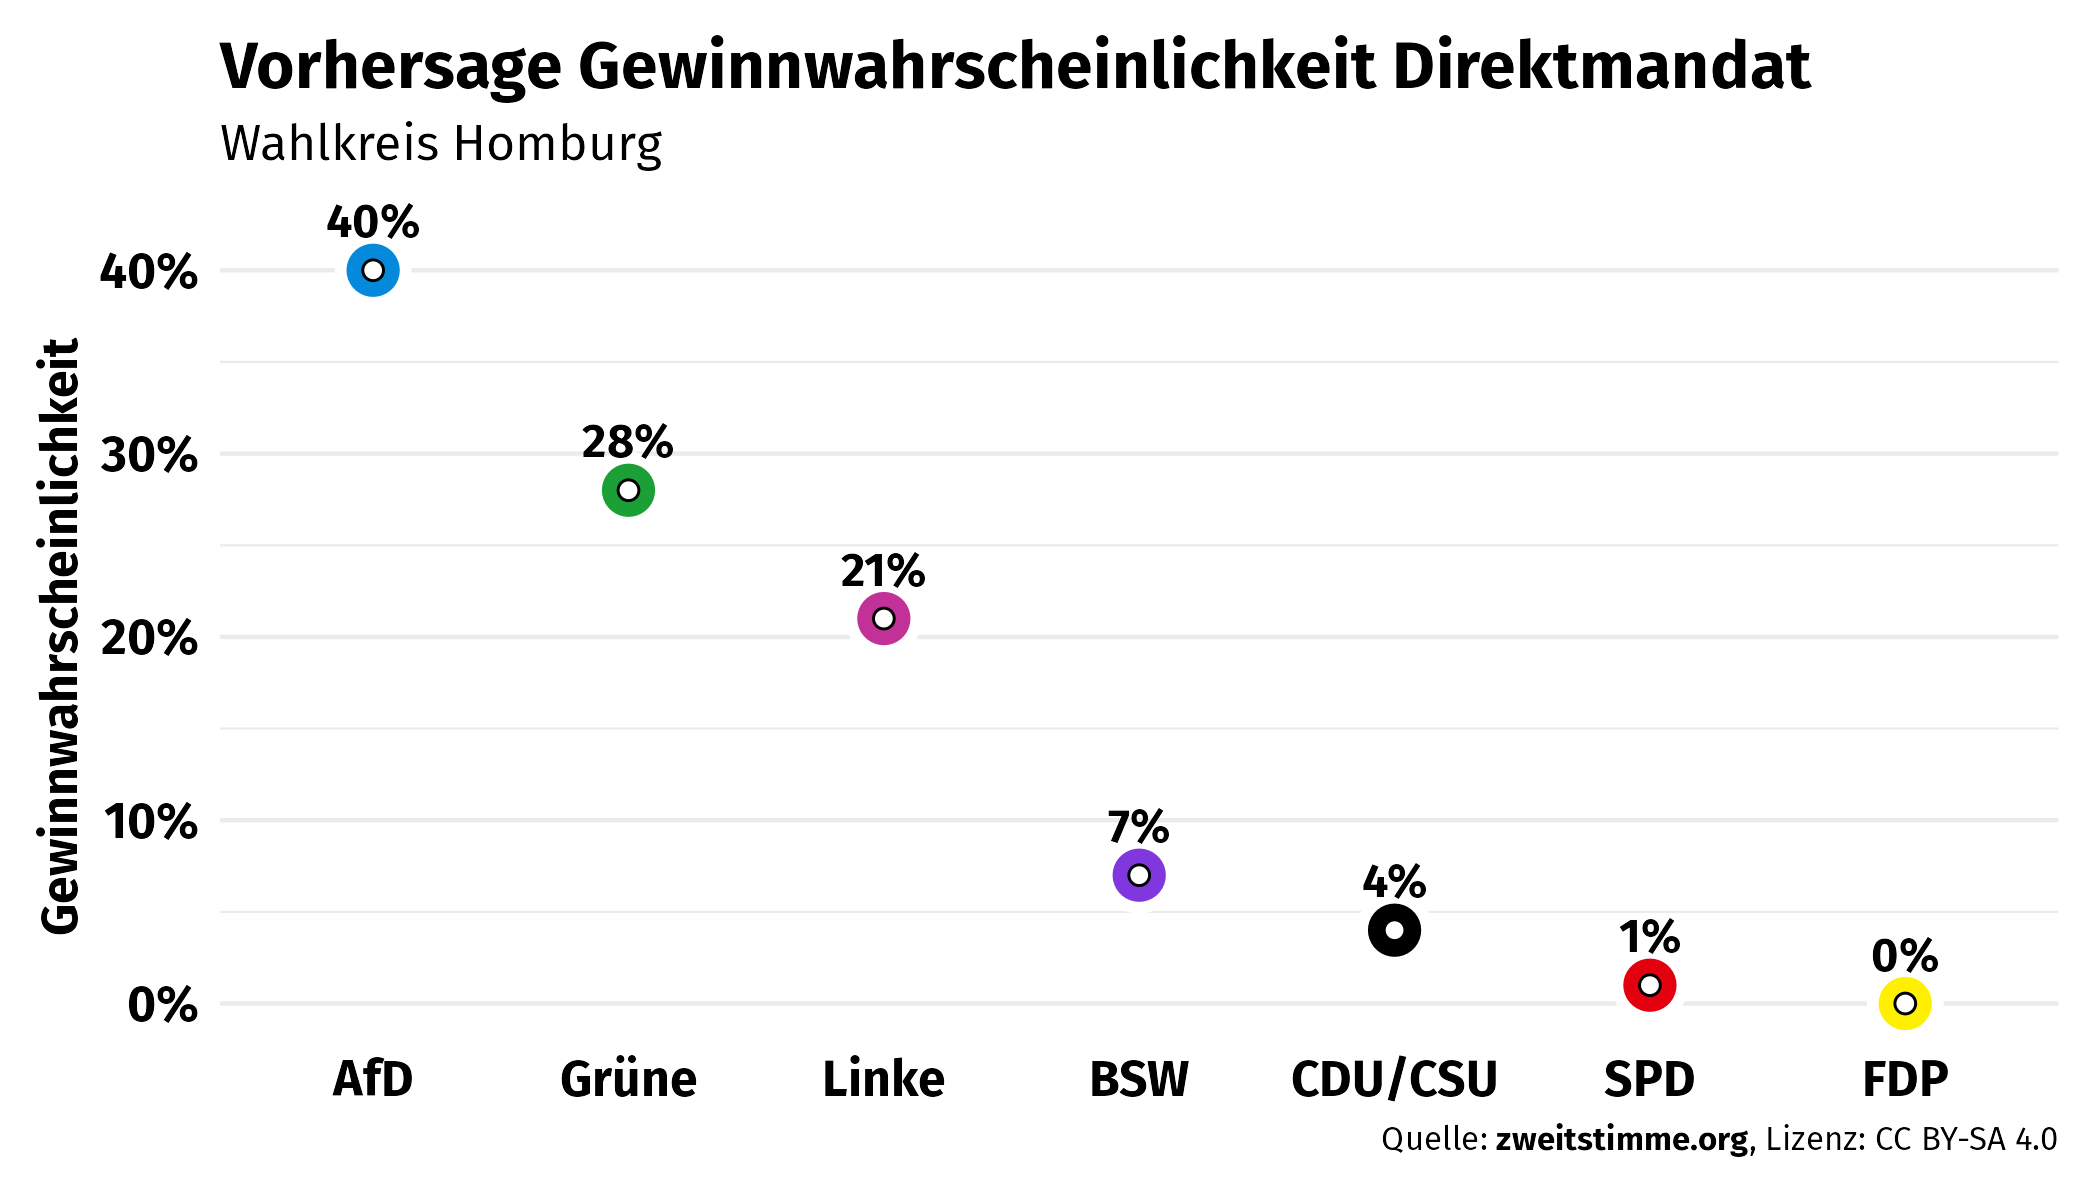 Vorhersage Gewinnwahrscheinlichkeit Direktmandat
Wahlkreis Homburg
Gewinnwahrscheinlichkeit
40%
30%
20%
10%
0%
40%
28%
21%
7%
4%
1%
0%
AfD
Grüne
Linke
BSW
CDU/CSU
SPD
FDP
Quelle: zweitstimme.org, Lizenz: CC BY-SA 4.0